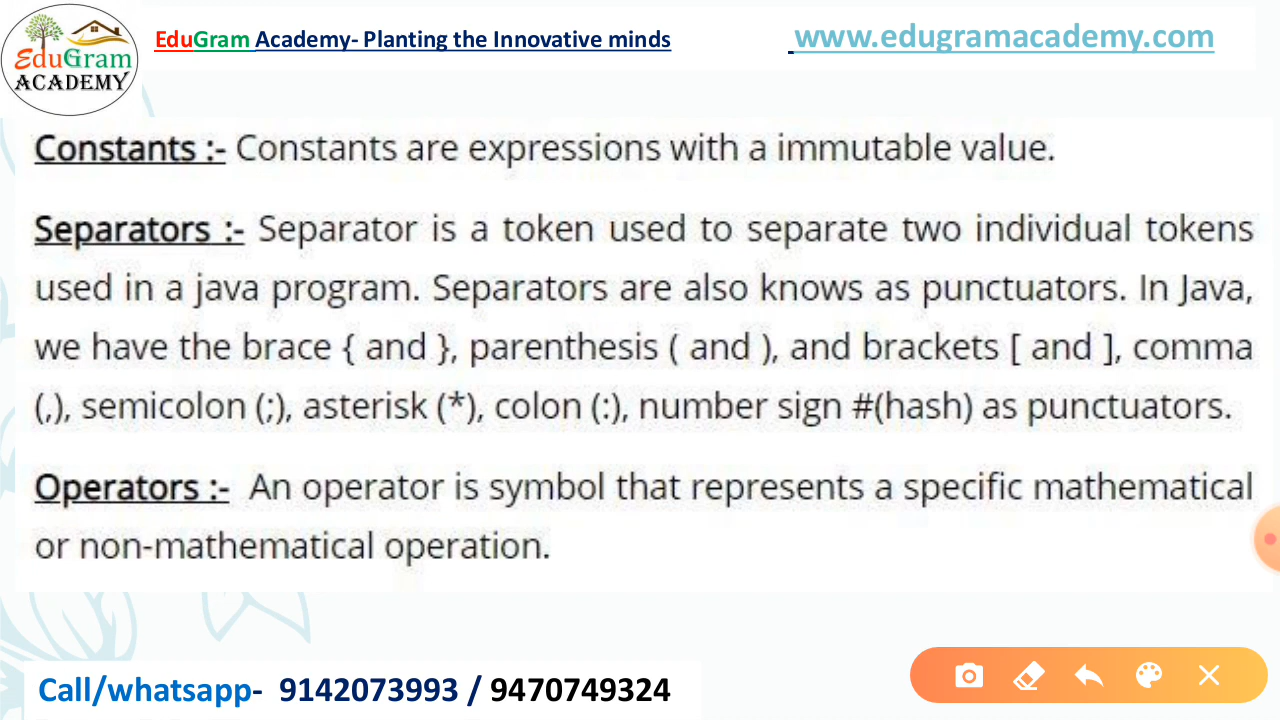 EduGram
ACADEMY
EduGram Academy- Planting the Innovative minds
www.edugramacademy.com
Constants :- Constants are expressions with a immutable value.
Separators :- Separator is a token used to separate two individual tokens
used in a java program. Separators are also knows as punctuators. In Java,
we have the brace { and }, parenthesis ( and ), and brackets [ and ], comma
(,), semicolon (;), asterisk (*), colon (:), number sign #(hash) as punctuators.
Operators :- An operator is symbol that represents a specific mathematical
or non-mathematical operation.
Call/whatsapp- 9142073993 / 9470749324